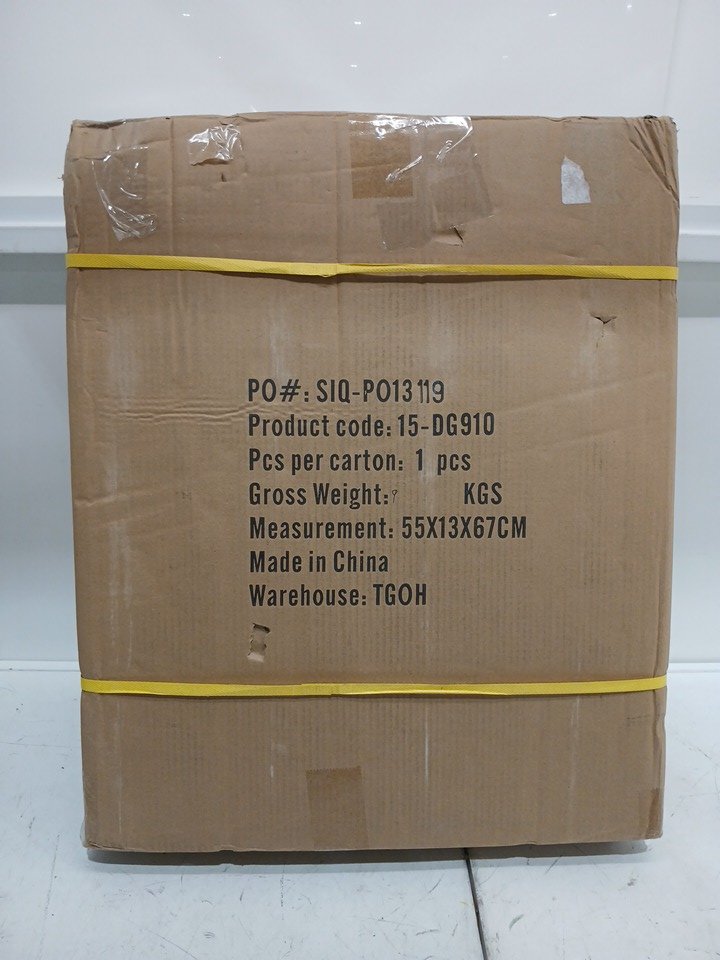 PO#: SIQ-PO13119
Product code: 15-DG910
Pcs per carton: 1 pcs
Gross Weight: KGS
Measurement: 55X13X67CM
Made in China
Warehouse: TGOH